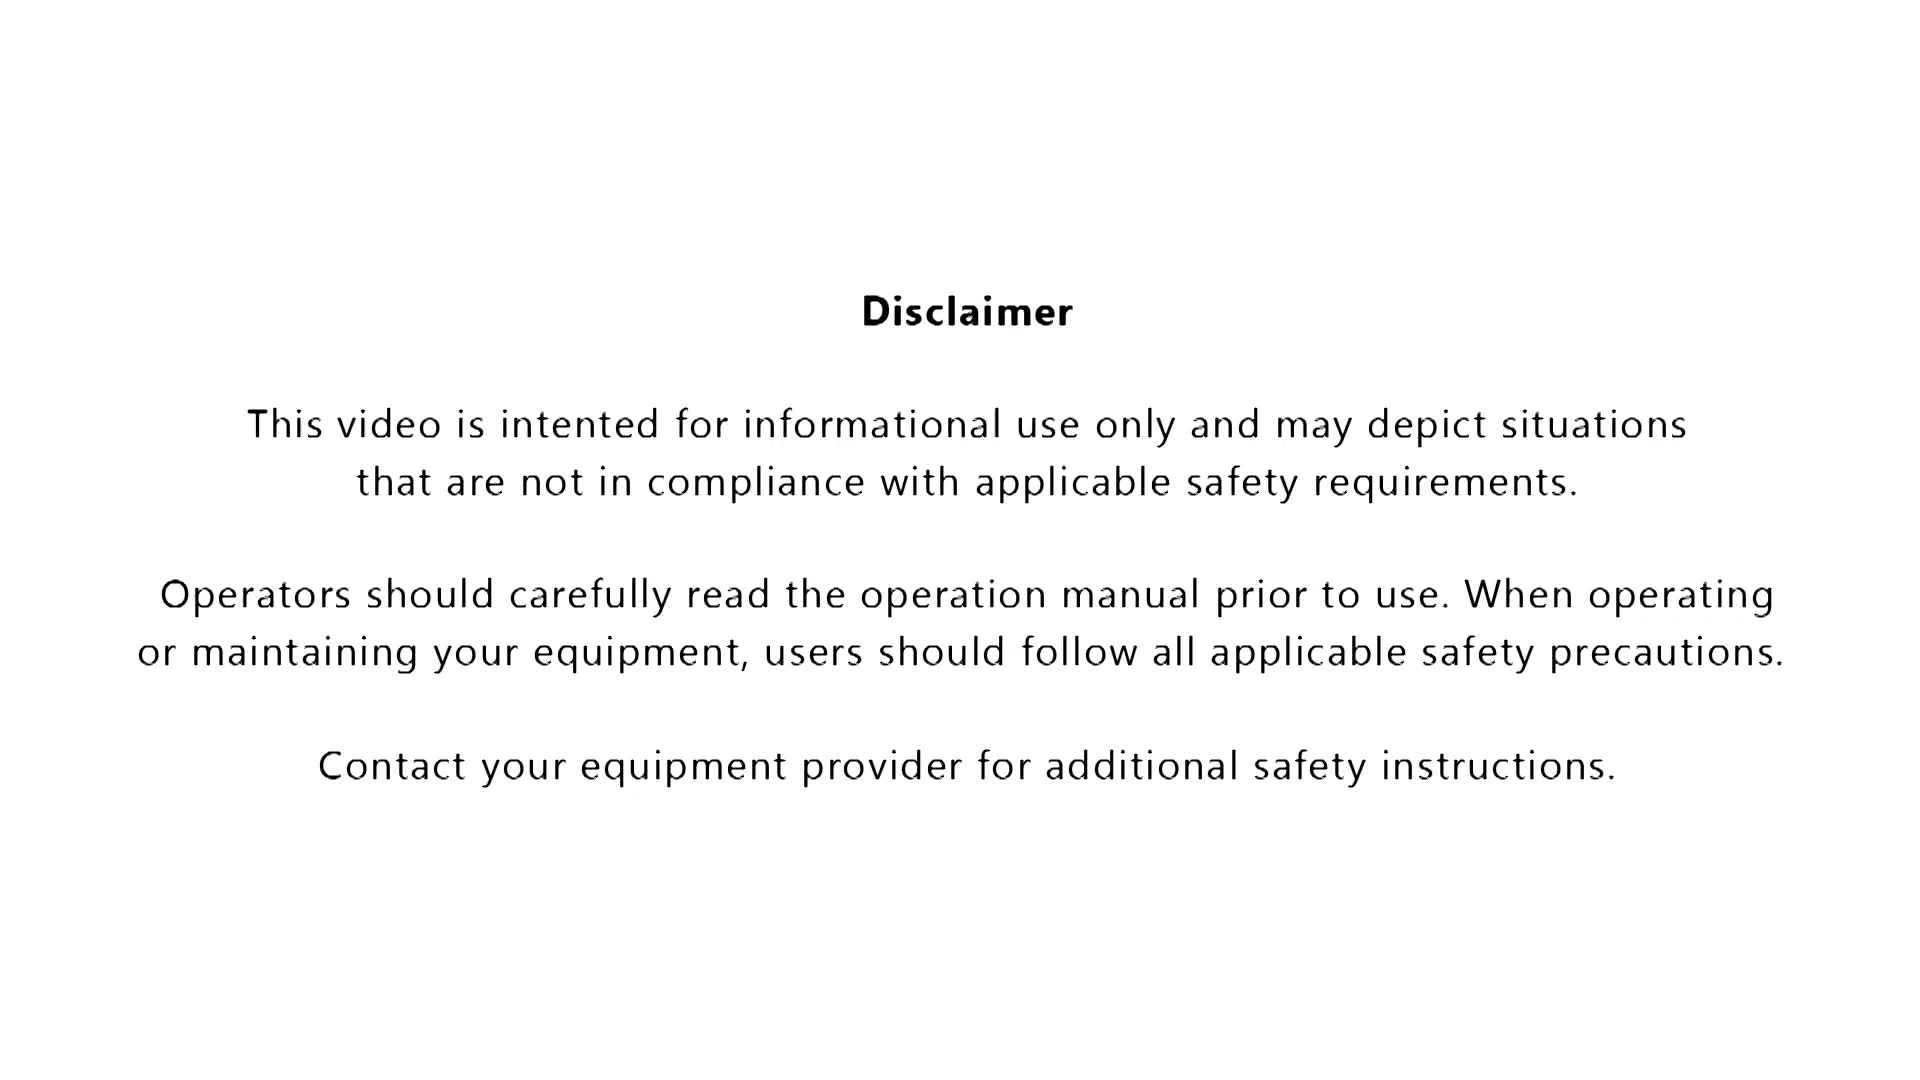 Disclaimer
This video is intented for informational use only and may depict situations
that are not in compliance with applicable safety requirements.
Operators should carefully read the operation manual prior to use. When operating
or maintaining your equipment, users should follow all applicable safety precautions.
Contact your equipment provider for additional safety instructions.